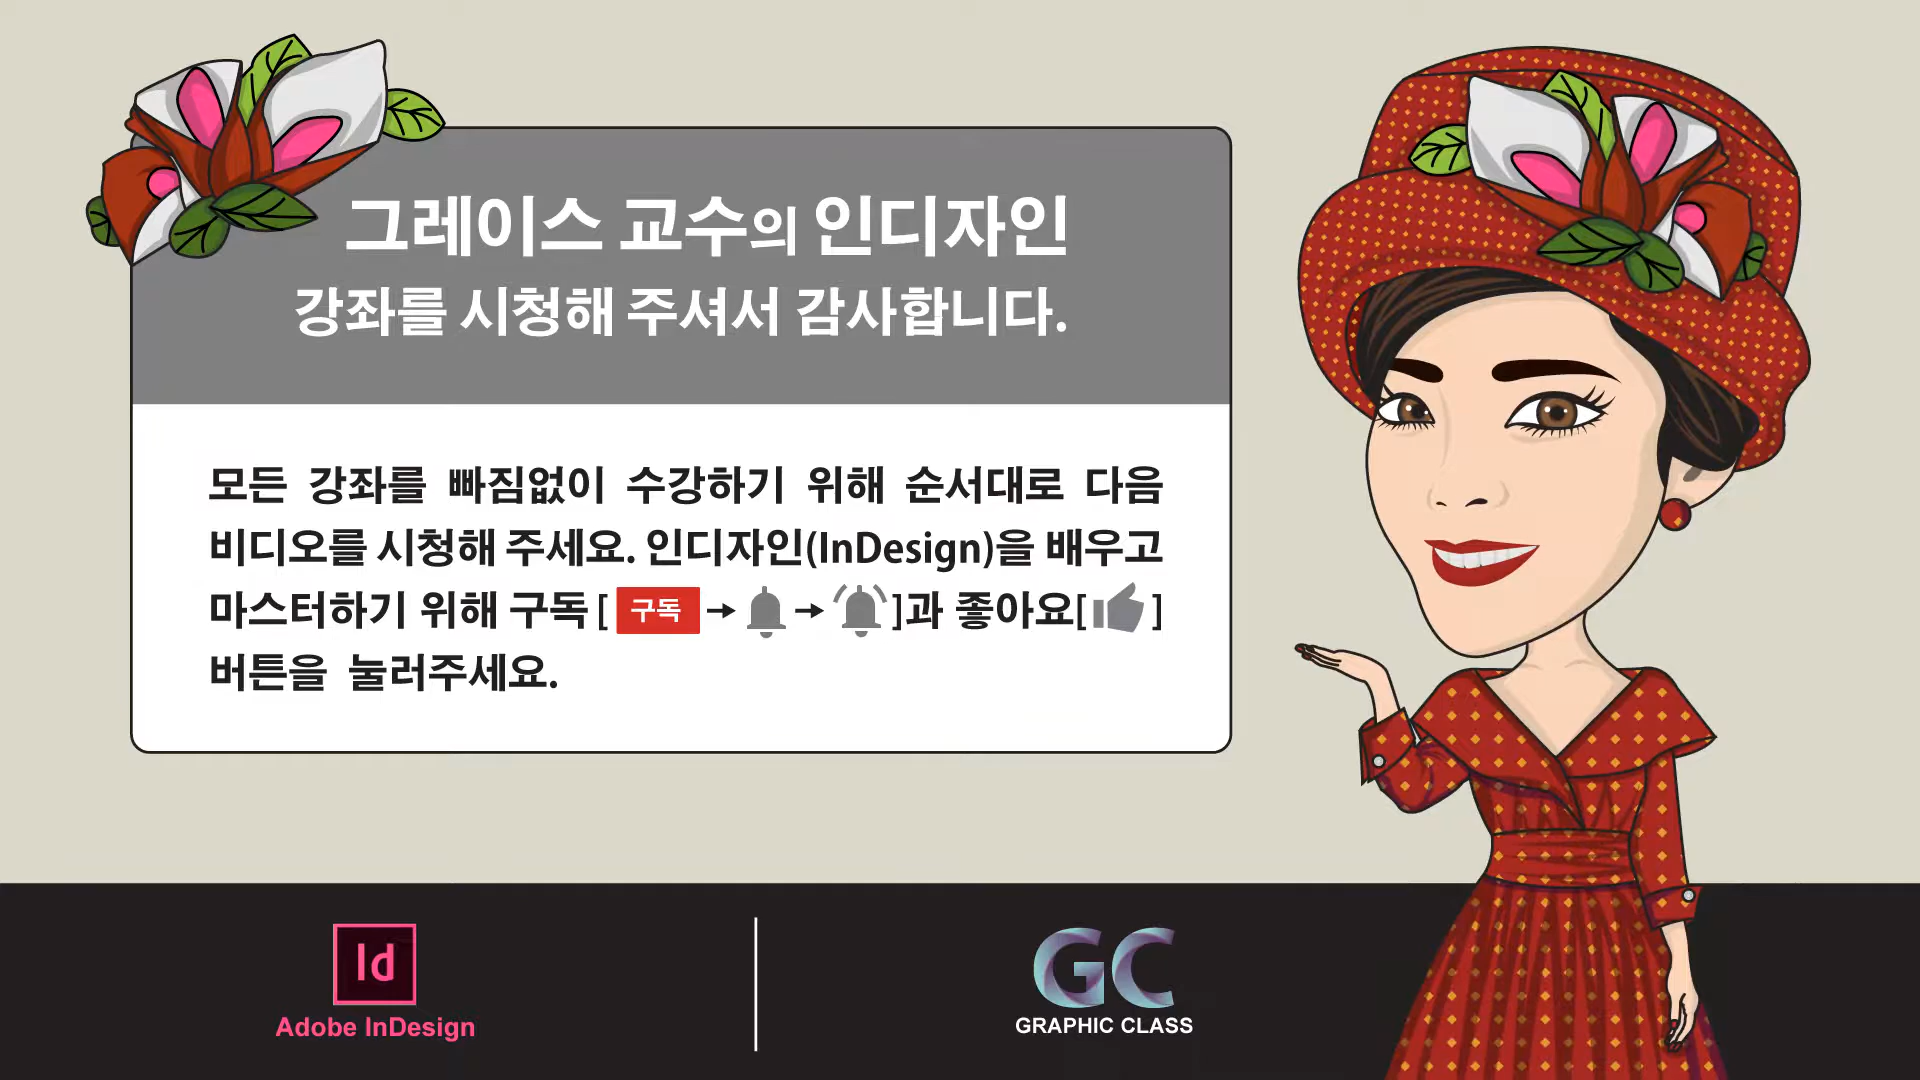 그레이스 교수의 인디자인
강좌를 시청해 주셔서 감사합니다.
모든 강좌를 빠짐없이 수강하기 위해 순서대로 다음
비디오를 시청해 주세요. 인디자인(InDesign)을 배우고
마스터하기 위해 구독 [ 구독 → → ]과 좋아요[ ]
버튼을 눌러주세요.
Id
Adobe InDesign
GC
GRAPHIC CLASS